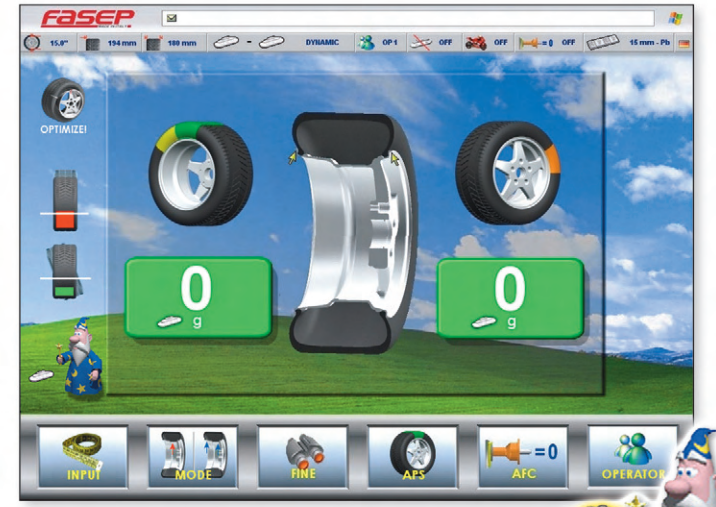 FASEP
15.0" 194 mm 180 mm - DYNAMIC OP 1 OFF OFF = 0 OFF 15 mm - Pb
OPTIMIZE!
0 0
g g
INPUT MODE FINE APS =0 AFC OPERATOR